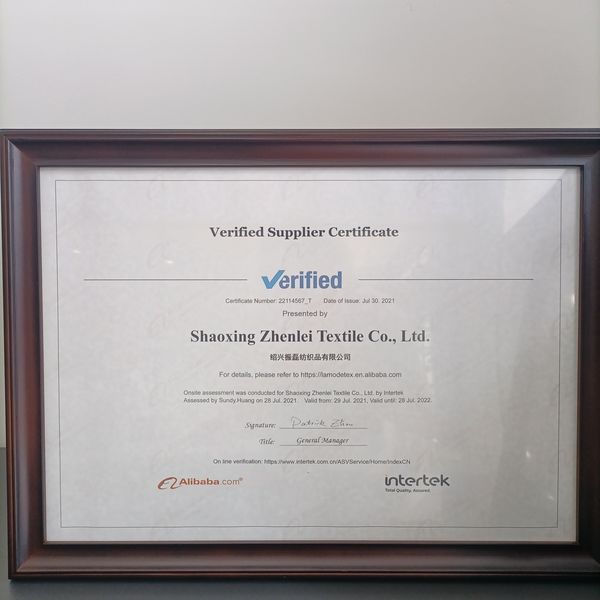 Verified Supplier Certificate
Verified
Certificate Number: 22114567_T Date of Issue: Jul 30. 2021
Presented by
Shaoxing Zhenlei Textile Co., Ltd.
绍兴振磊纺织品有限公司
For details, please refer to https://lamodetex.en.alibaba.com
Onsite assessment was conducted for Shaoxing Zhenlei Textile Co., Ltd. by Intertek
Assessed by Sundy.Huang on 28 Jul. 2021. Valid from: 29 Jul. 2021, Valid until: 28 Jul. 2022.
Signature: Patrick Zhou
Title: General Manager
On line verification: https://www.intertek.com.cn/ASVService/Home/IndexCN
Alibaba.com®
intertek
Total Quality. Assured.